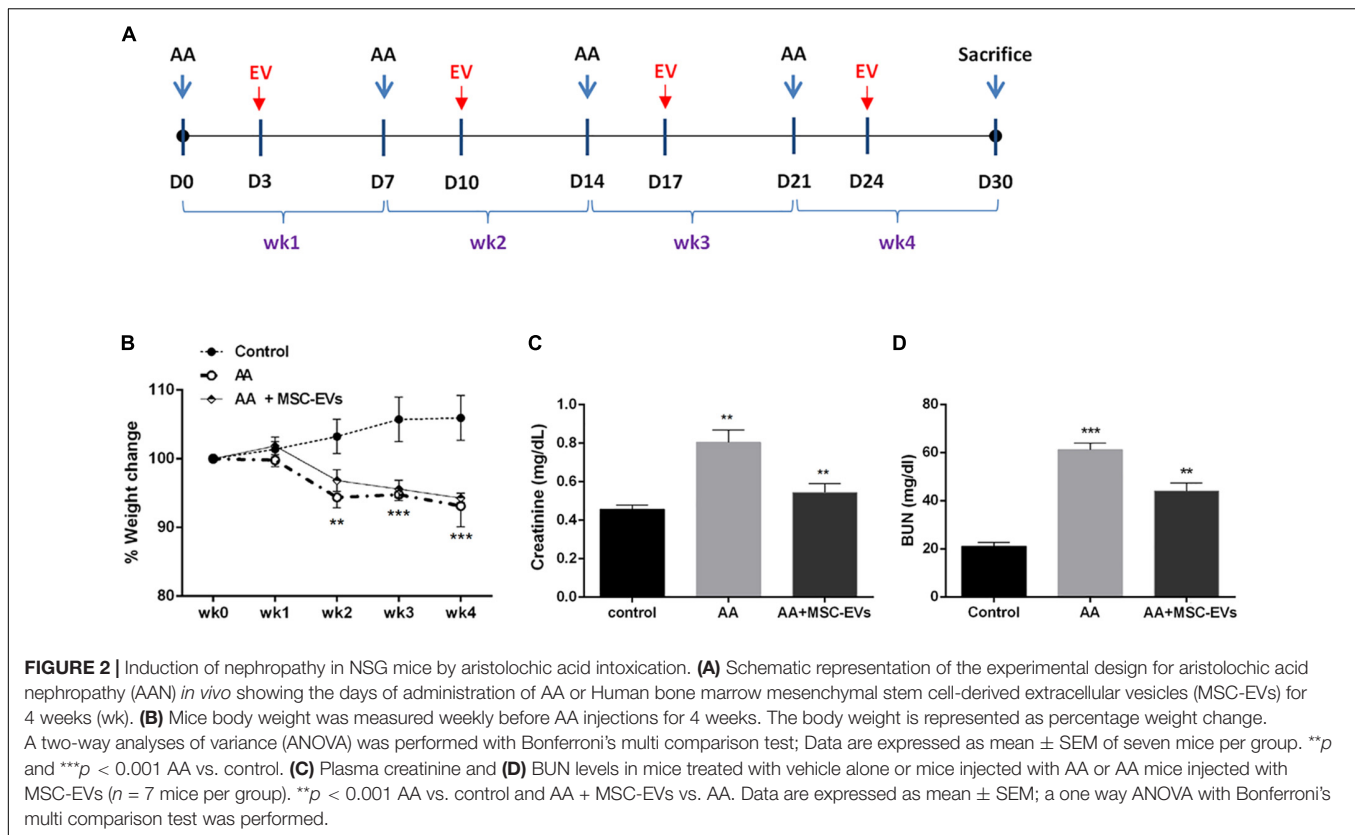 A
AA AA AA AA Sacrifice
EV EV EV EV
D0 D3 D7 D10 D14 D17 D21 D24 D30
wk1 wk2 wk3 wk4
B
Control
AA
AA + MSC-EVs
% Weight change
110
100
90
80
** *** ***
wk0 wk1 wk2 wk3 wk4
C
Creatinine (mg/dL)
1.0
0.8
0.6
0.4
0.2
0.0
** **
control AA AA+MSC-EVs
D
BUN (mg/dl)
80
60
40
20
0
*** **
Control AA AA+MSC-EVs
FIGURE 2 | Induction of nephropathy in NSG mice by aristolochic acid intoxication. (A) Schematic representation of the experimental design for aristolochic acid
nephropathy (AAN) in vivo showing the days of administration of AA or Human bone marrow mesenchymal stem cell-derived extracellular vesicles (MSC-EVs) for
4 weeks (wk). (B) Mice body weight was measured weekly before AA injections for 4 weeks. The body weight is represented as percentage weight change.
A two-way analyses of variance (ANOVA) was performed with Bonferroni's multi comparison test; Data are expressed as mean ± SEM of seven mice per group. **p
and ***p < 0.001 AA vs. control. (C) Plasma creatinine and (D) BUN levels in mice treated with vehicle alone or mice injected with AA or AA mice injected with
MSC-EVs (n = 7 mice per group). **p < 0.001 AA vs. control and AA + MSC-EVs vs. AA. Data are expressed as mean ± SEM; a one way ANOVA with Bonferroni's
multi comparison test was performed.